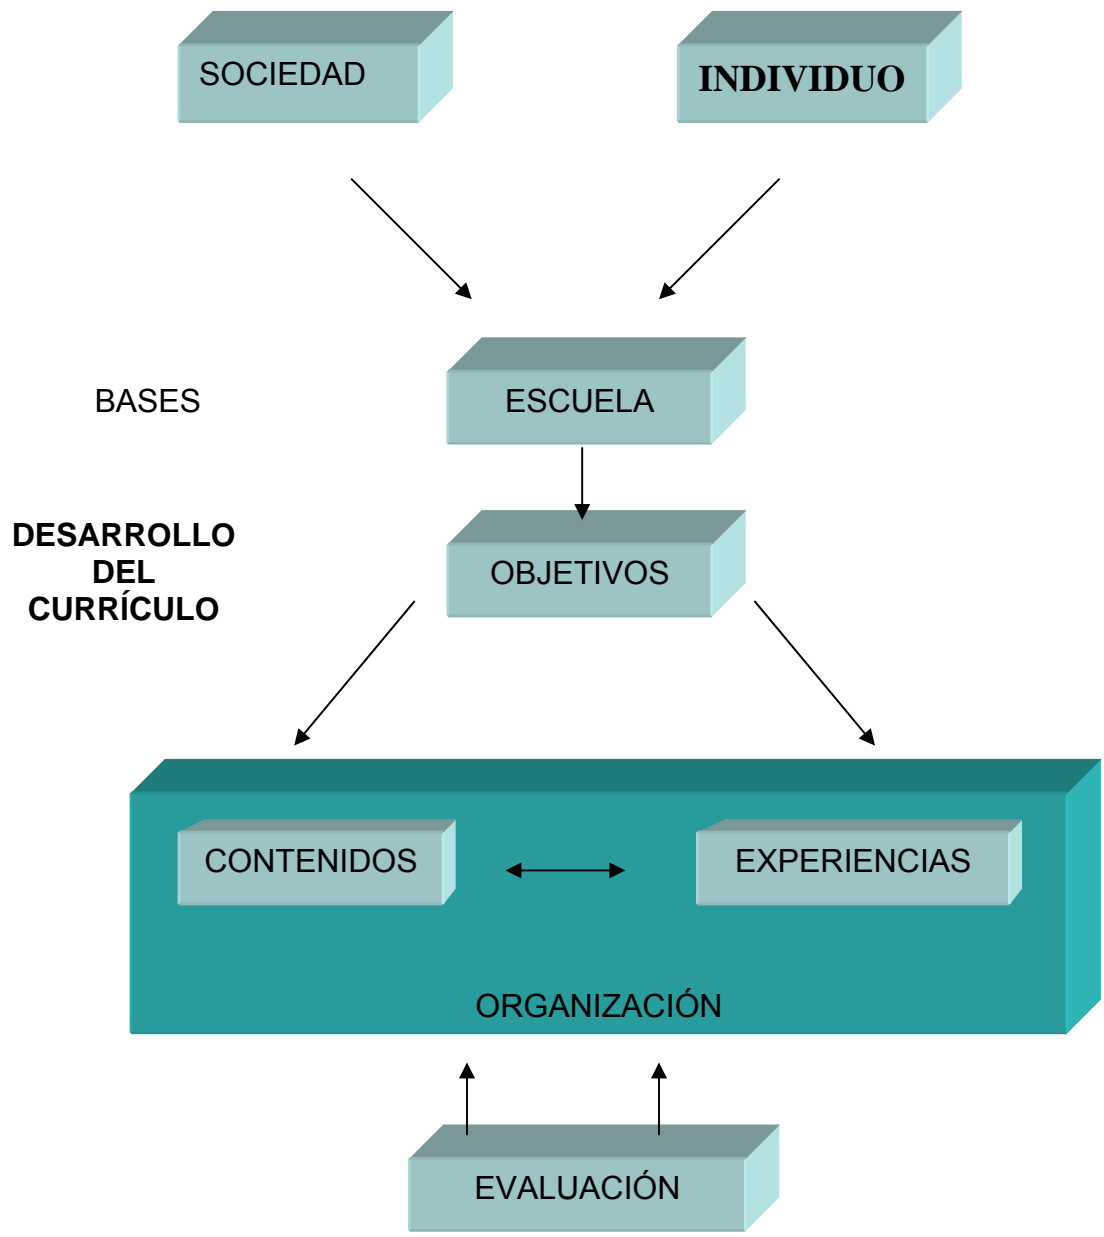 SOCIEDAD
INDIVIDUO
BASES
ESCUELA
DESARROLLO
DEL
CURRÍCULO
OBJETIVOS
CONTENIDOS
EXPERIENCIAS
ORGANIZACIÓN
EVALUACIÓN